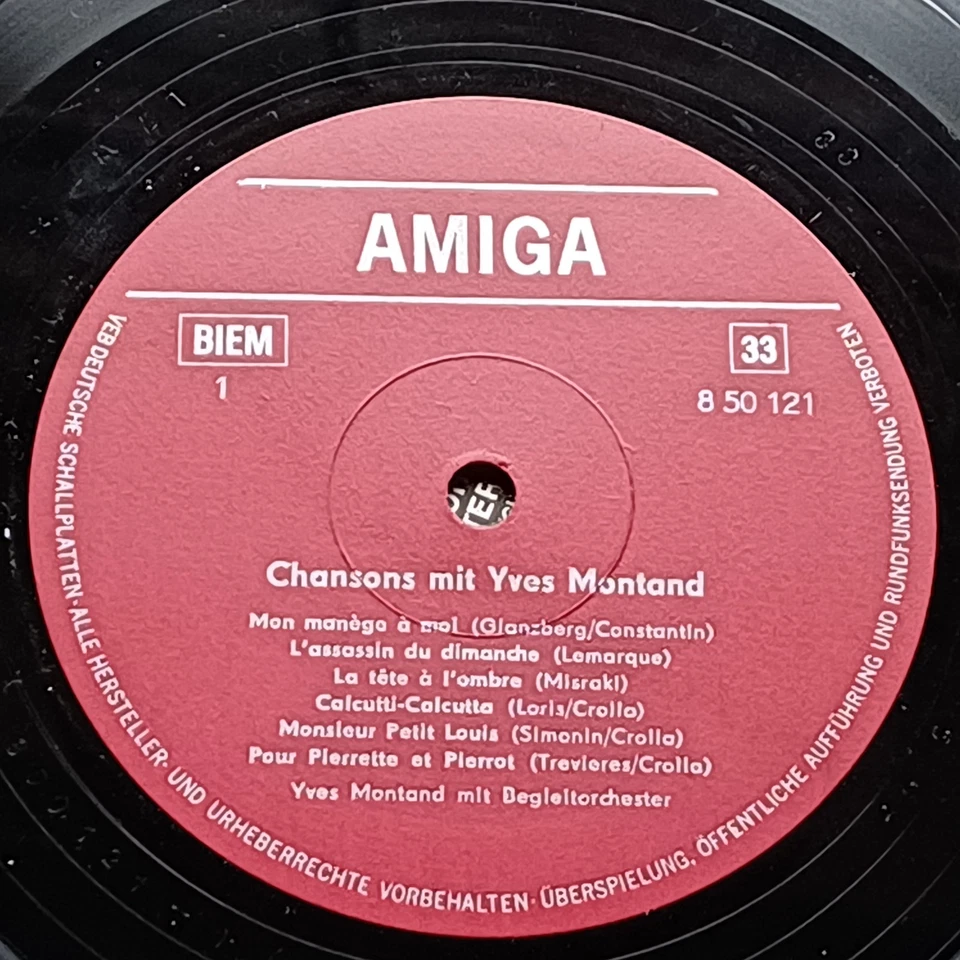 AMIGA
BIEM
33
1
8 50 121
Chansons mit Yves Montand
Mon manège à moi (Glanzberg/Constantin)
L'assassin du dimanche (Lemarque)
La tête à l'ombre (Misraki)
Calcutti-Calcutta (Loris/Crolla)
Monsieur Petit Louis (Simonin/Crolla)
Pour Pierrette et Pierrot (Trevieres/Crolla)
Yves Montand mit Begleitorchester
VEB DEUTSCHE SCHALLPLATTEN · ALLE HERSTELLER- UND URHEBERRECHTE VORBEHALTEN · ÜBERSPIELUNG, ÖFFENTLICHE AUFFÜHRUNG UND RUNDFUNKSENDUNG VERBOTEN